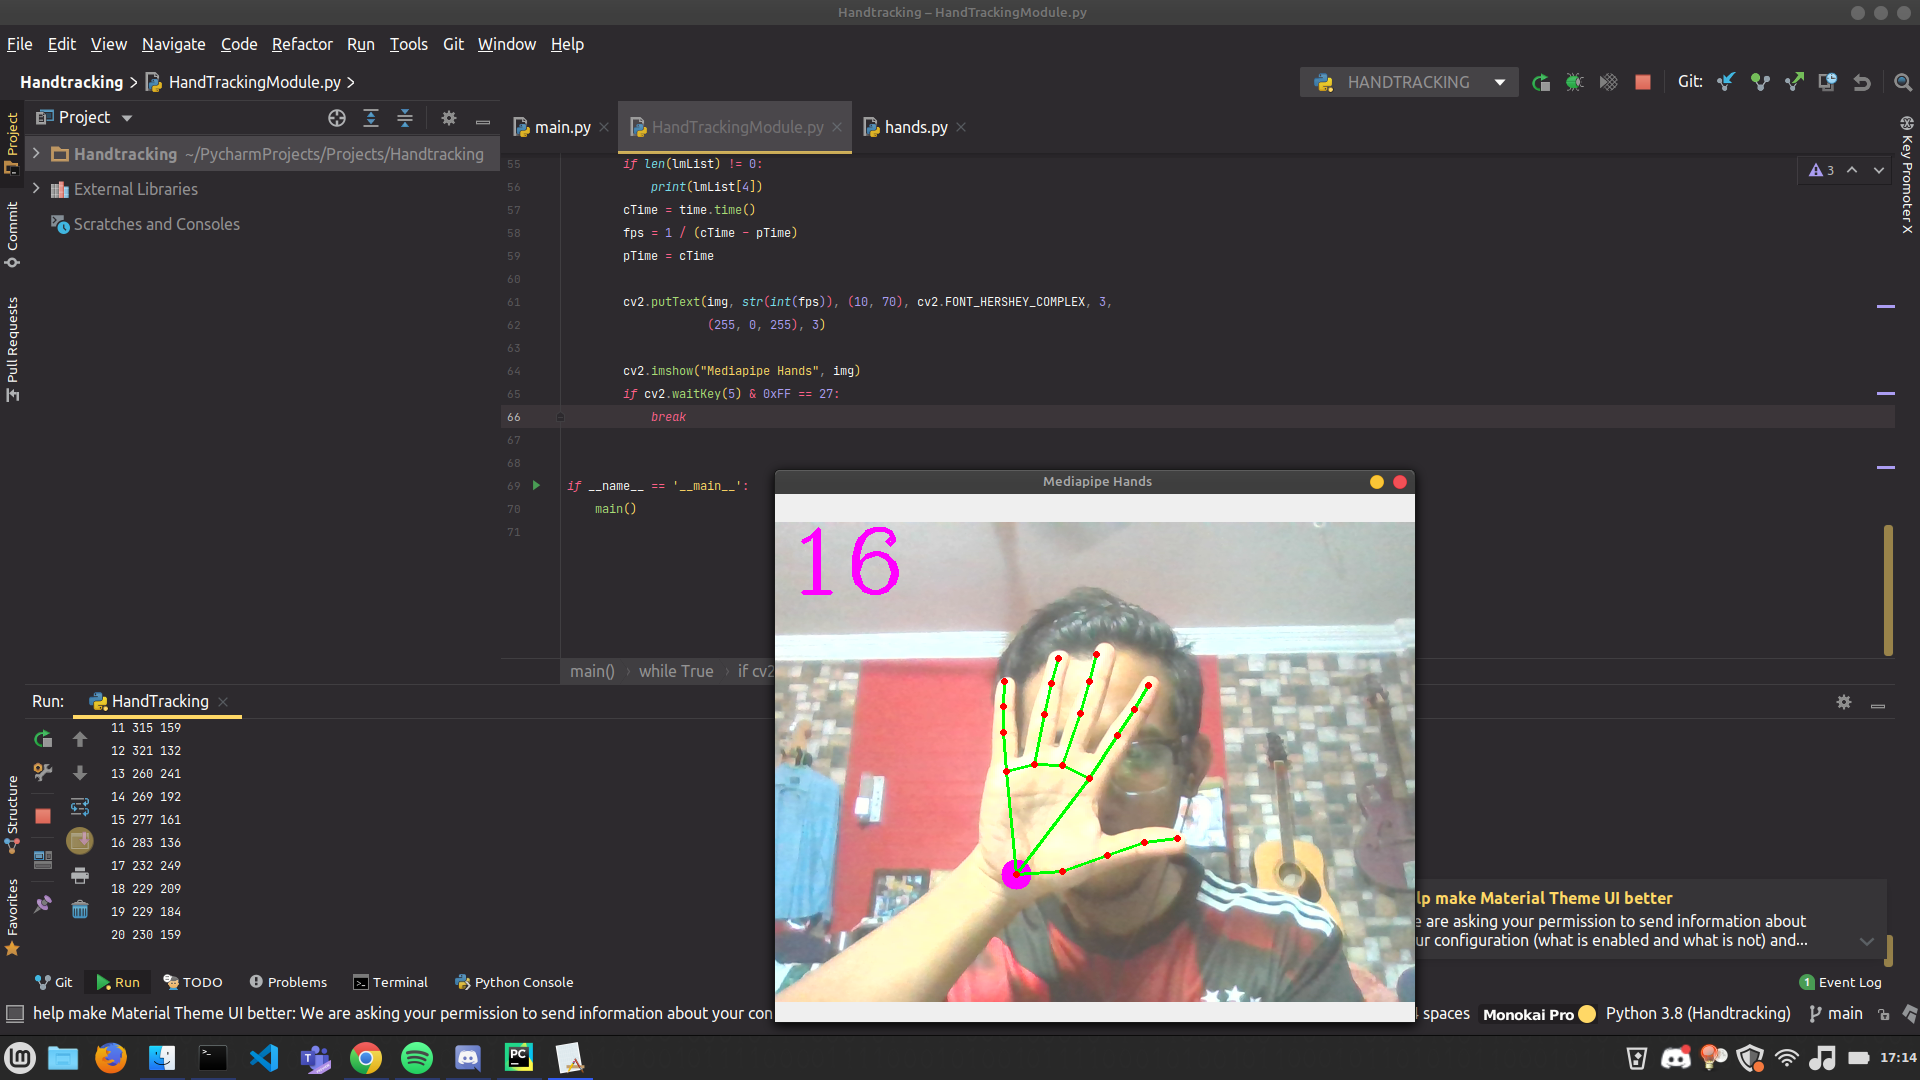 Handtracking – HandTrackingModule.py
File Edit View Navigate Code Refactor Run Tools Git Window Help
Handtracking > HandTrackingModule.py >
HANDTRACKING
Git:
Project
Project
Commit
Pull Requests
Structure
Favorites
Key Promoter X
Handtracking ~/PycharmProjects/Projects/Handtracking
External Libraries
Scratches and Consoles
main.py HandTrackingModule.py hands.py
3
55 if len(lmList) != 0:
56 print(lmList[4])
57 cTime = time.time()
58 fps = 1 / (cTime - pTime)
59 pTime = cTime
60
61 cv2.putText(img, str(int(fps)), (10, 70), cv2.FONT_HERSHEY_COMPLEX, 3,
62 (255, 0, 255), 3)
63
64 cv2.imshow("Mediapipe Hands", img)
65 if cv2.waitKey(5) & 0xFF == 27:
66 break
67
68
69 if __name__ == '__main__':
70 main()
71
main() › while True › if cv2
Mediapipe Hands
16
Run: HandTracking
11 315 159
12 321 132
13 260 241
14 269 192
15 277 161
16 283 136
17 232 249
18 229 209
19 229 184
20 230 159
lp make Material Theme UI better
e are asking your permission to send information about
ur configuration (what is enabled and what is not) and...
Git Run TODO Problems Terminal Python Console
1 Event Log
help make Material Theme UI better: We are asking your permission to send information about your con
spaces Monokai Pro Python 3.8 (Handtracking) main
PC
17:14